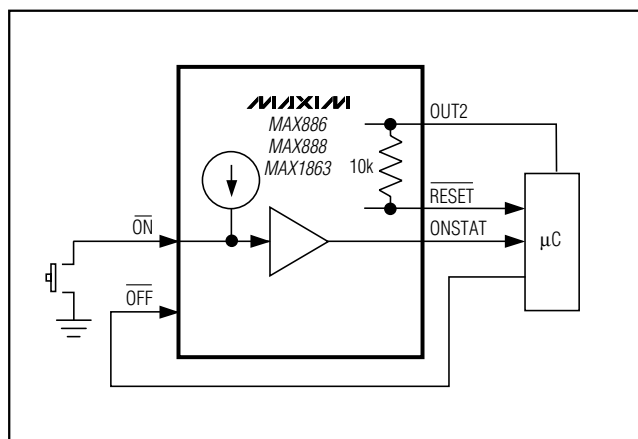 MAXIM
MAX886
MAX888
MAX1863
OUT2
10k
RESET
ONSTAT
μC
ON
OFF